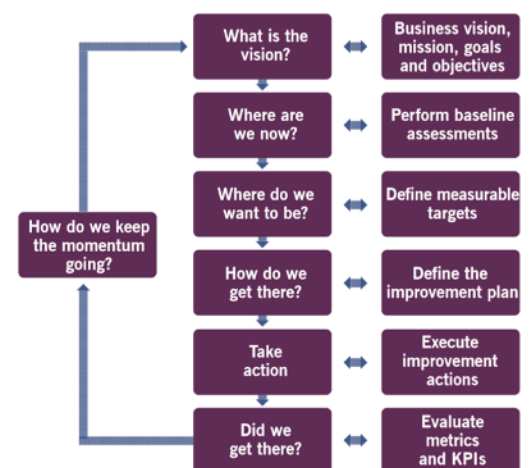 What is the
vision?
Business vision,
mission, goals
and objectives
Where are
we now?
Perform baseline
assessments
Where do we
want to be?
Define measurable
targets
How do we keep
the momentum
going?
How do we
get there?
Define the
improvement plan
Take
action
Execute
improvement
actions
Did we
get there?
Evaluate
metrics
and KPIs